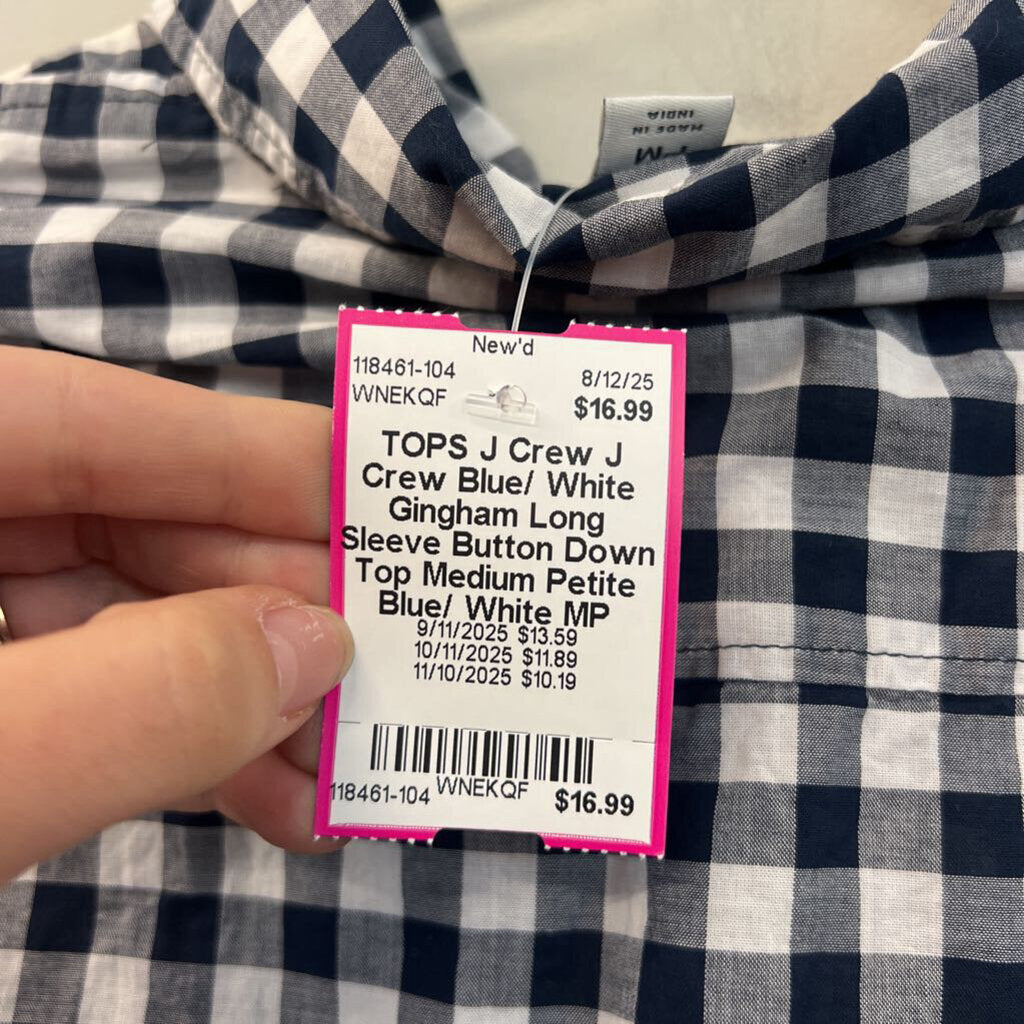 MADE IN
INDIA
New'd
118461-104
WNEKQF
8/12/25
$16.99
TOPS J Crew J
Crew Blue/ White
Gingham Long
Sleeve Button Down
Top Medium Petite
Blue/ White MP
9/11/2025 $13.59
10/11/2025 $11.89
11/10/2025 $10.19
118461-104 WNEKQF $16.99